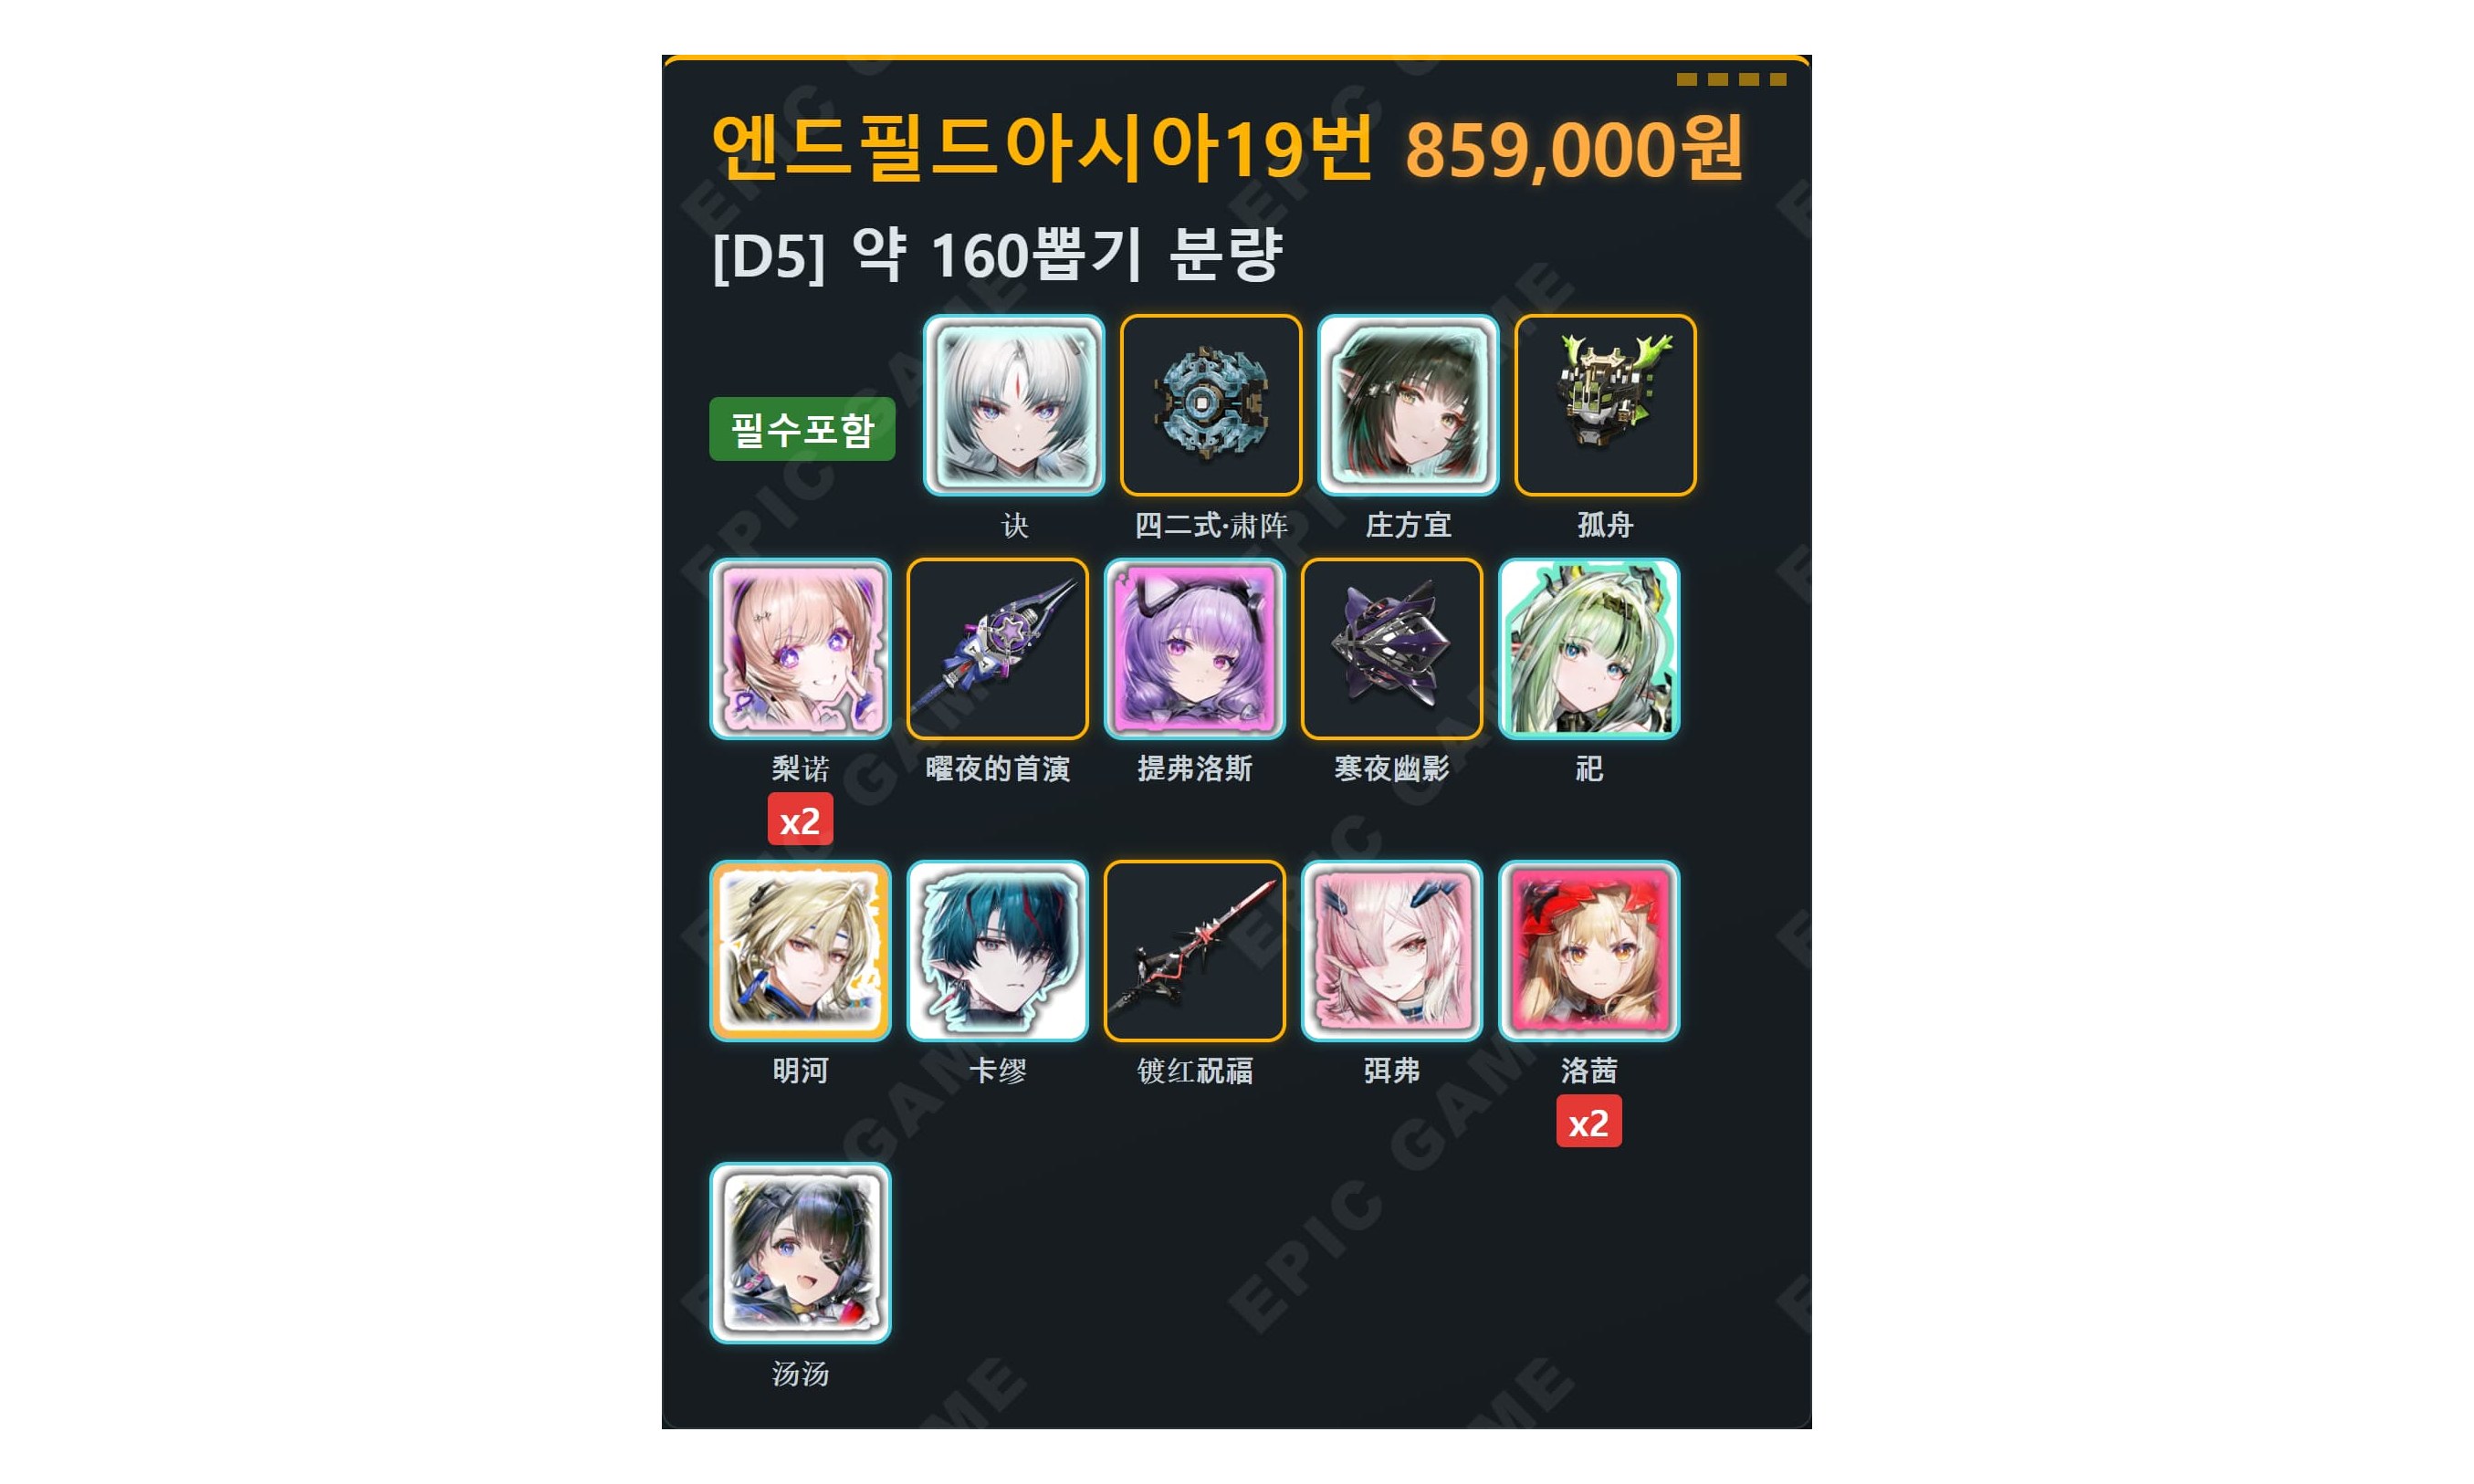 엔드필드아시아19번 859,000원
[D5] 약 160뽑기 분량
필수포함
诀 四二式·肃阵 庄方宜 孤舟
梨诺 曜夜的首演 提弗洛斯 寒夜幽影 祀
x2
明河 卡缪 镀红祝福 弭弗 洛茜
x2
汤汤
EPIC GAME